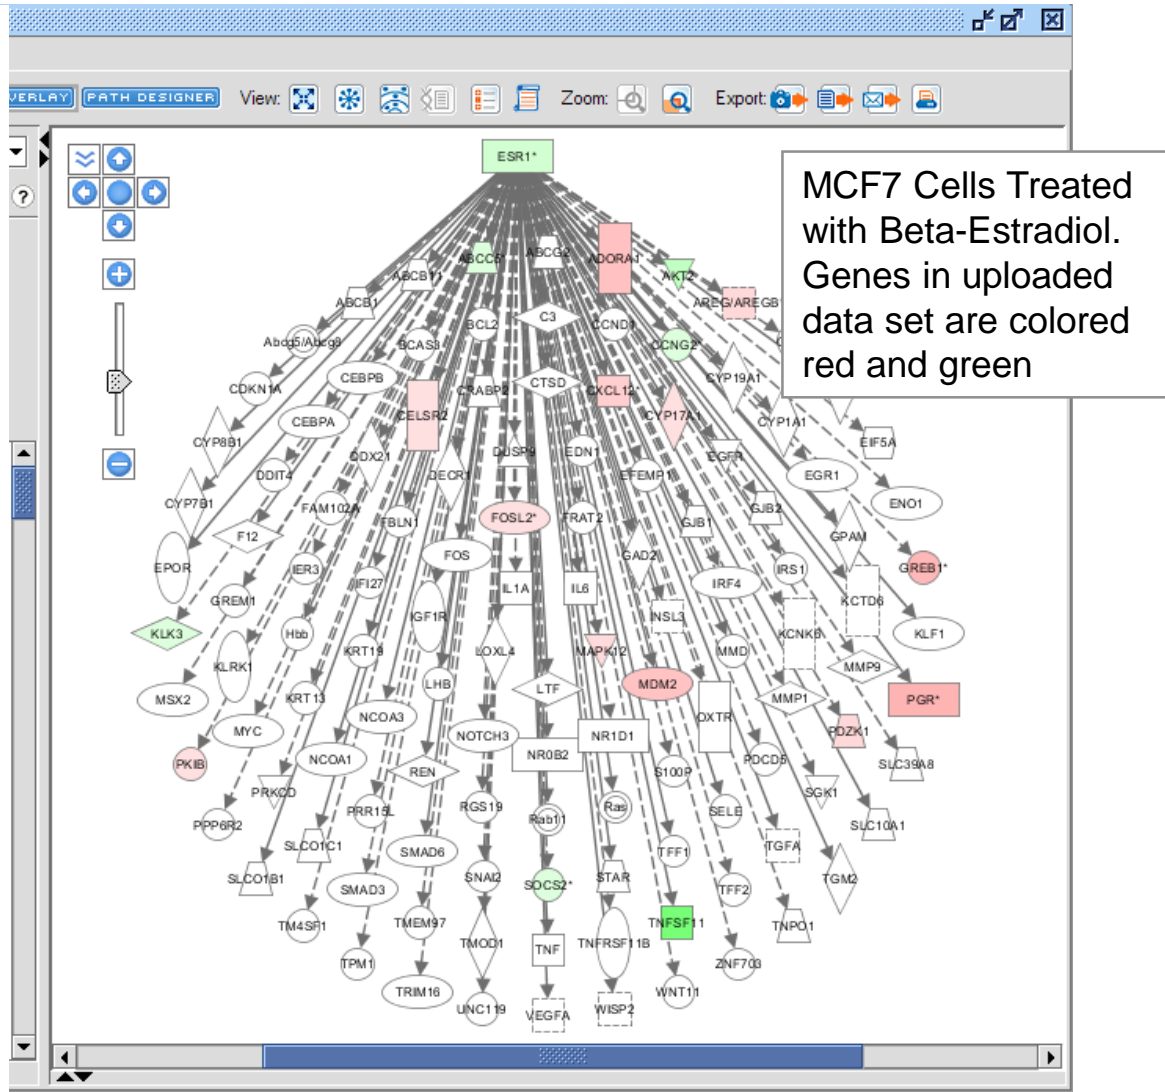 VERLAY
PATH DESIGNER
View:
Zoom:
Export:
?
MCF7 Cells Treated
with Beta-Estradiol.
Genes in uploaded
data set are colored
red and green
ESR1*
ABCC5*
ABCG2
ADORA1
AKT2
ABCB11
AREG/AREGB
ABCB1
BCL2
C3
CCND1
Abcg5/Abcg8
BCAS3
CCNG2*
CDKN1A
CEBPB
CRABP2
CTSD
CXCL12*
CYP19A1
CEBPA
CELSR2
CYP17A1
CYP1A1
CYP8B1
DDX21
DUSP9
EDN1
EGFR
EIF5A
DDIT4
DECR1
EFEMP1
EGR1
CYP7B1
FAM102A
FBLN1
FOSL2*
FRAT2
GJB1
GJB2
ENO1
F12
FOS
GAD2
GPAM
EPOR
IER3
IFI27
IL1A
IL6
IRF4
IRS1
GREB1*
GREM1
IGF1R
INSL3
KCTD6
KLK3
Hbb
KRT19
LOXL4
MAPK12
MMD
KCNK6
KLF1
KLRK1
LHB
LTF
MDM2
MMP1
MMP9
MSX2
KRT13
NCOA3
OXTR
PGR*
MYC
NOTCH3
NR0B2
NR1D1
PDZK1
PKIB
NCOA1
REN
S100P
PDCD5
SLC39A8
PRKCD
PRR15L
RGS19
Rab11
Ras
SELE
SGK1
PPP6R2
SLCO1C1
SMAD6
TFF1
TGFA
SLC10A1
SLCO1B1
SMAD3
SNAI2
SOCS2*
STAR
TFF2
TGM2
TM4SF1
TMEM97
TMOD1
TNF
TNFRSF11B
TNFSF11
TNPO1
TPM1
ZNF703
TRIM16
UNC119
VEGFA
WISP2
WNT11